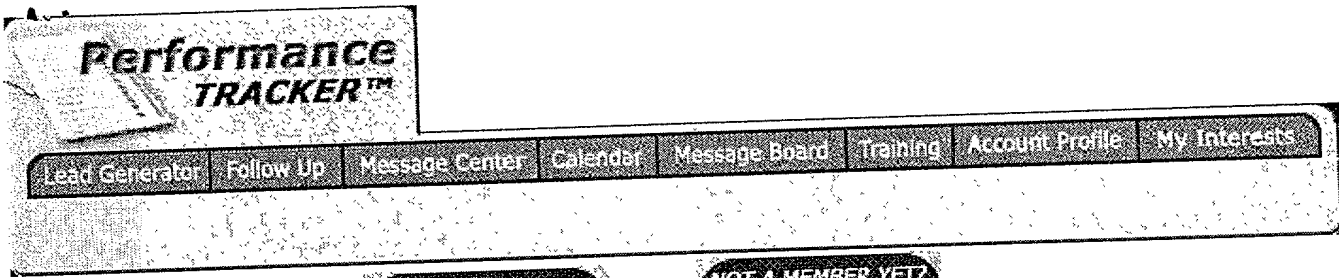 Performance
TRACKER™
Lead Generator Follow Up Message Center Calendar Message Board Training Account Profile My Interests
NOT A MEMBER YET?